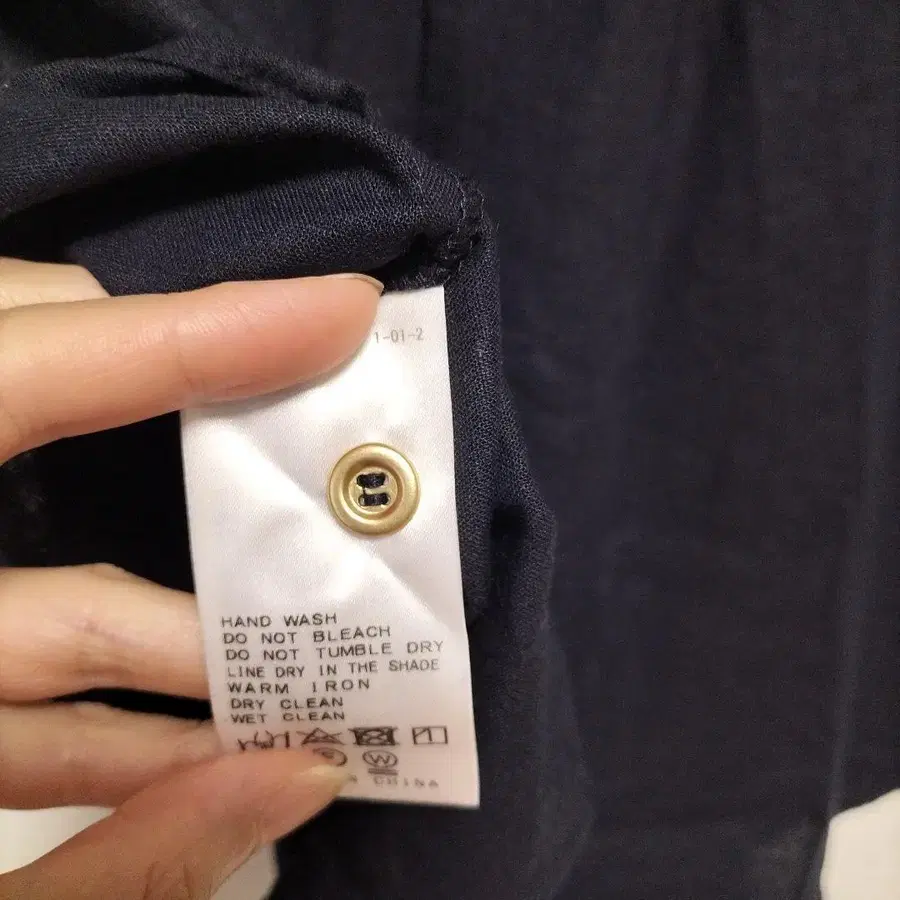 1-01-2
HAND WASH
DO NOT BLEACH
DO NOT TUMBLE DRY
LINE DRY IN THE SHADE
WARM IRON
DRY CLEAN
WET CLEAN
W
CHINA